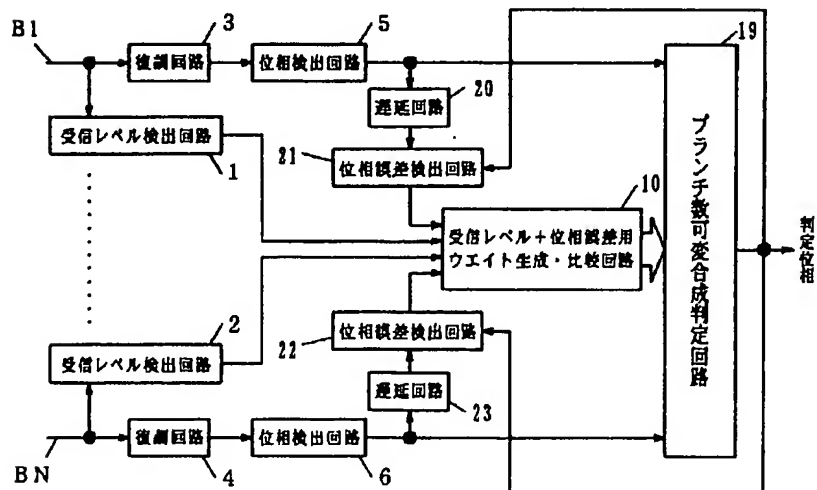 B1
3
5
19
復調回路
位相検出回路
20
遅延回路
受信レベル検出回路
1
21
位相誤差検出回路
10
受信レベル+位相誤差用
ウエイト生成・比較回路
ブランチ数可変合成判定回路
判定位相
2
受信レベル検出回路
22
位相誤差検出回路
遅延回路
23
復調回路
位相検出回路
BN
4
6